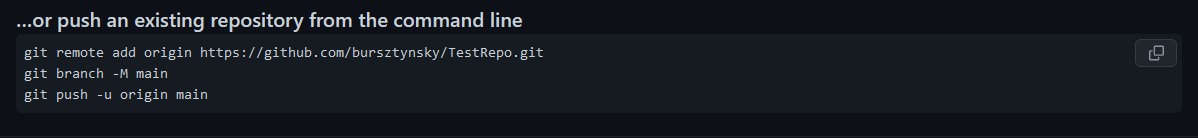 ...or push an existing repository from the command line
git remote add origin https://github.com/bursztynsky/TestRepo.git
git branch -M main
git push -u origin main